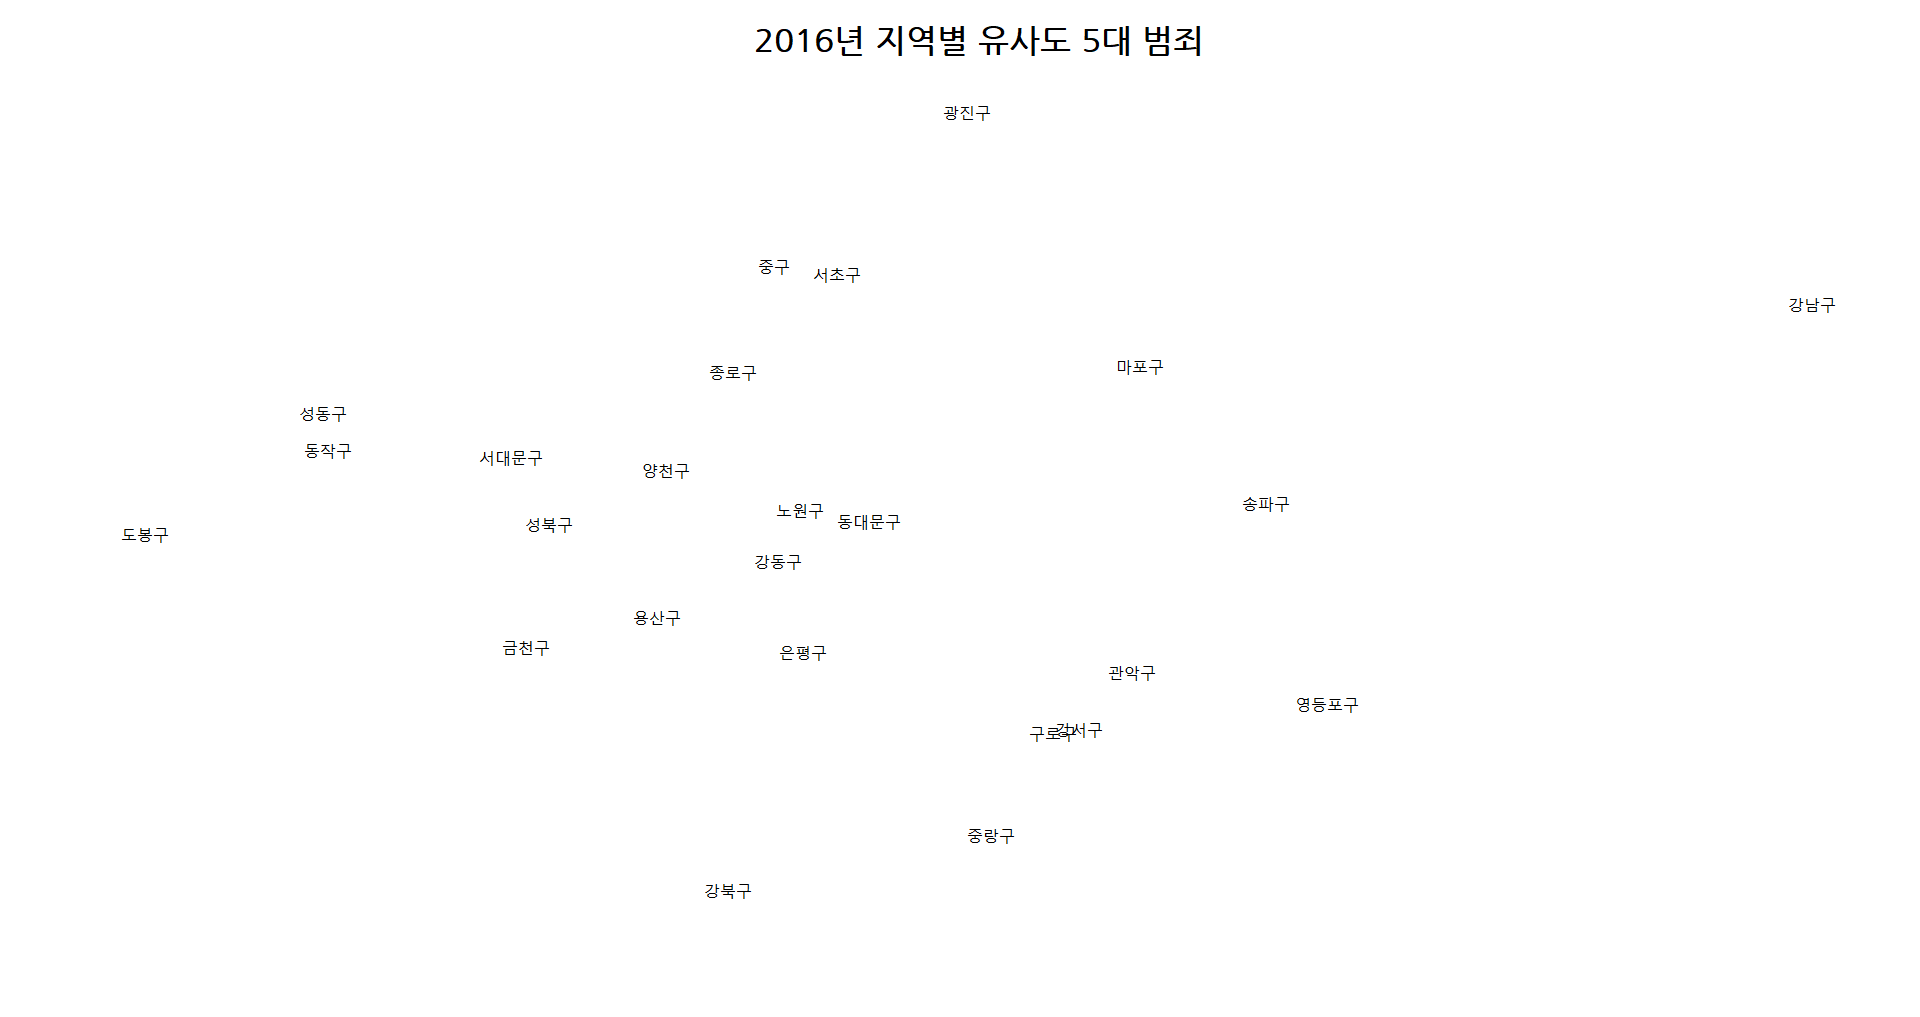 2016년 지역별 유사도 5대 범죄
광진구
중구
서초구
강남구
마포구
종로구
성동구
동작구
서대문구
양천구
송파구
노원구
동대문구
성북구
도봉구
강동구
용산구
금천구
은평구
관악구
영등포구
구로구
강서구
중랑구
강북구